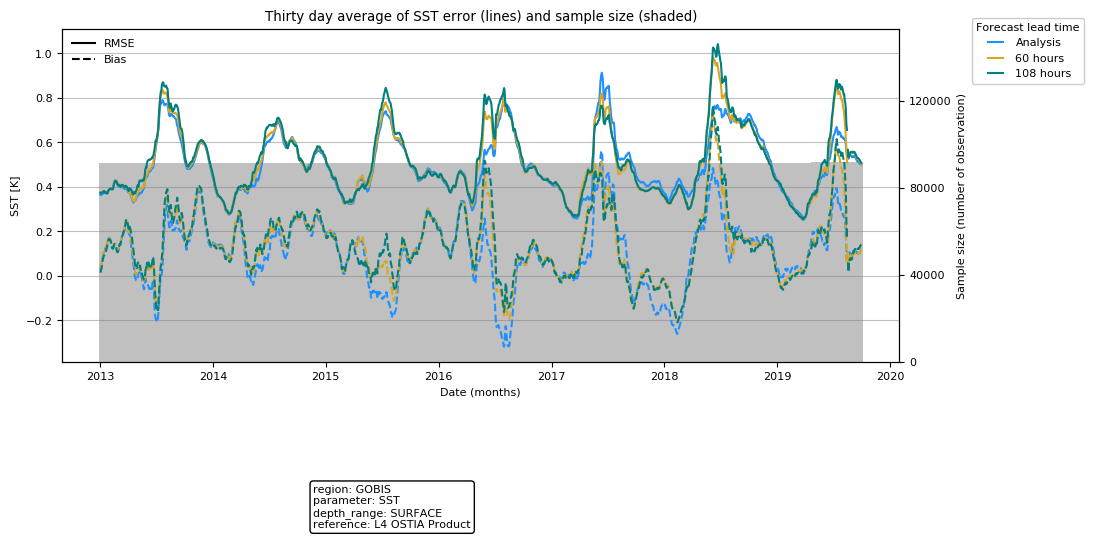 Thirty day average of SST error (lines) and sample size (shaded)
Forecast lead time
Analysis
60 hours
108 hours
RMSE
Bias
1.0
0.8
0.6
0.4
0.2
0.0
−0.2
SST [K]
120000
80000
40000
0
Sample size (number of observation)
2013 2014 2015 2016 2017 2018 2019 2020
Date (months)
region: GOBIS
parameter: SST
depth_range: SURFACE
reference: L4 OSTIA Product